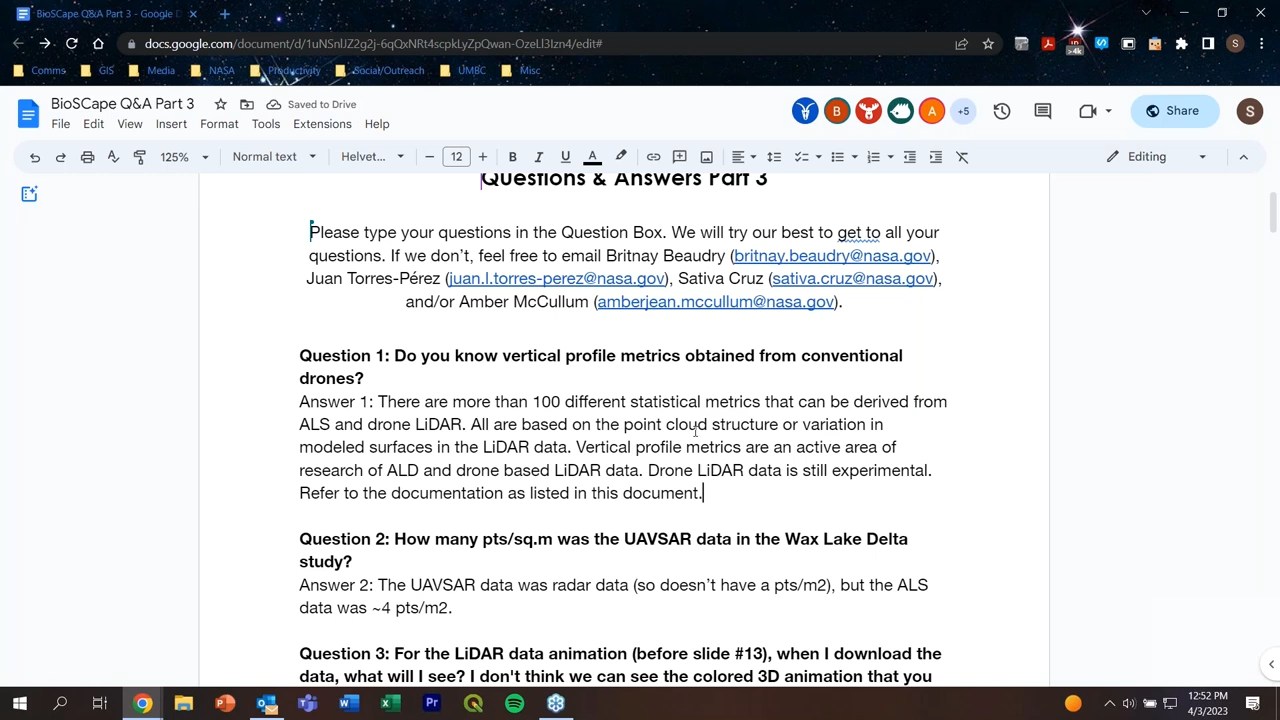 BioSCape Q&A Part 3 - Google D
docs.google.com/document/d/1uNSnlJZ2g2j-6qQxNRt4scpkLyZpQwan-OzeLl3Izn4/edit#
Comms GIS Media NASA Productivity Social/Outreach UMBC Misc
>4k
S
BioSCape Q&A Part 3 Saved to Drive
B A +5 Share S
File Edit View Insert Format Tools Extensions Help
125% Normal text Helvet... 12 B I U A Editing
Questions & Answers Part 3
Please type your questions in the Question Box. We will try our best to get to all your
questions. If we don't, feel free to email Britnay Beaudry (britnay.beaudry@nasa.gov),
Juan Torres-Pérez (juan.l.torres-perez@nasa.gov), Sativa Cruz (sativa.cruz@nasa.gov),
and/or Amber McCullum (amberjean.mccullum@nasa.gov).
Question 1: Do you know vertical profile metrics obtained from conventional
drones?
Answer 1: There are more than 100 different statistical metrics that can be derived from
ALS and drone LiDAR. All are based on the point cloud structure or variation in
modeled surfaces in the LiDAR data. Vertical profile metrics are an active area of
research of ALD and drone based LiDAR data. Drone LiDAR data is still experimental.
Refer to the documentation as listed in this document.
Question 2: How many pts/sq.m was the UAVSAR data in the Wax Lake Delta
study?
Answer 2: The UAVSAR data was radar data (so doesn't have a pts/m2), but the ALS
data was ~4 pts/m2.
Question 3: For the LiDAR data animation (before slide #13), when I download the
data, what will I see? I don't think we can see the colored 3D animation that you
12:52 PM
4/3/2023